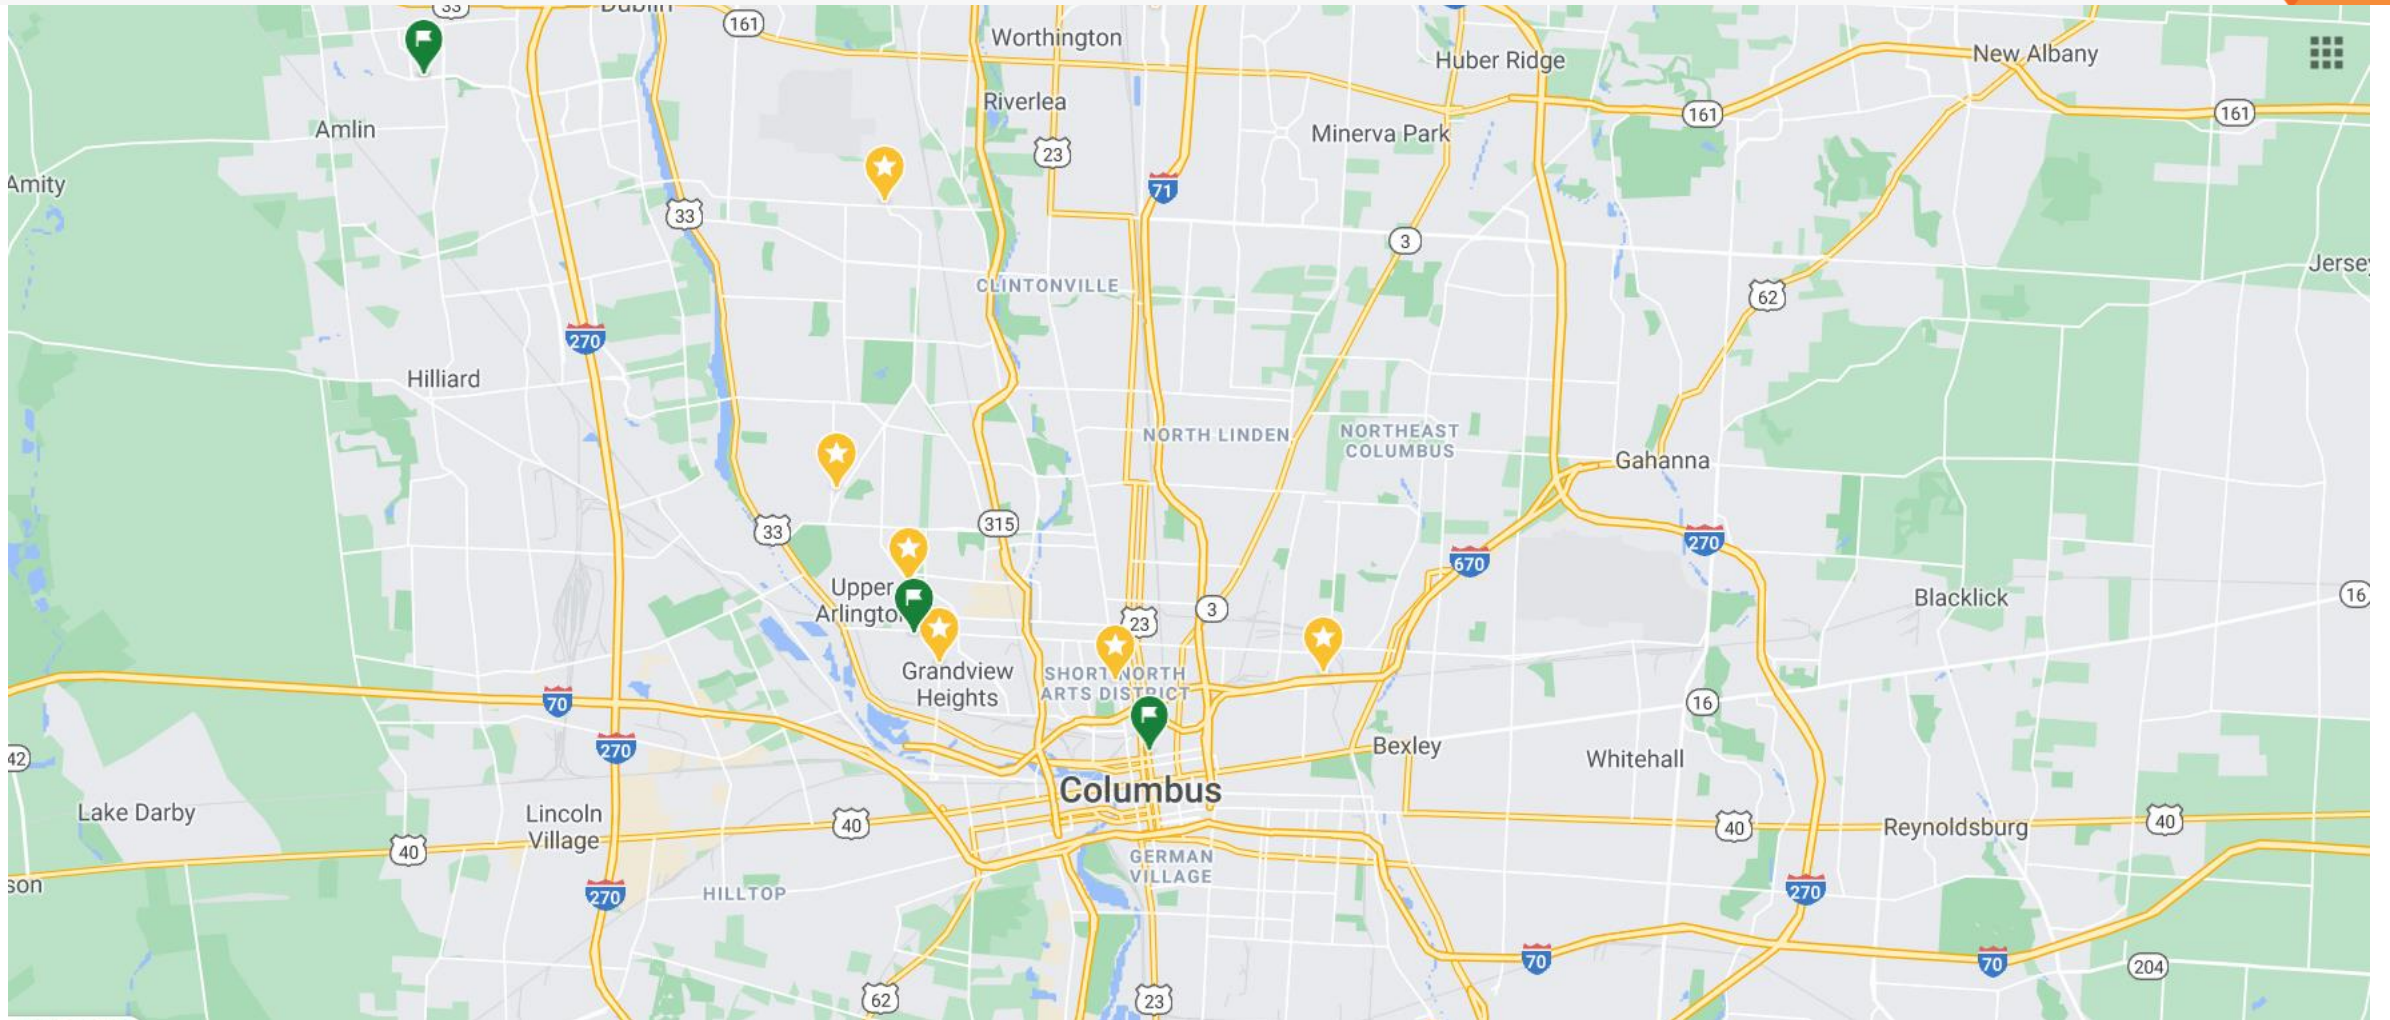 33
Dublin
161
Worthington
Huber Ridge
New Albany
Riverlea
161
161
Amlin
Minerva Park
23
Amity
71
33
3
Jersey
CLINTONVILLE
62
270
Hilliard
NORTH LINDEN
NORTHEAST
COLUMBUS
Gahanna
33
315
270
670
Upper
Arlington
Blacklick
16
3
23
Grandview
Heights
SHORT NORTH
ARTS DISTRICT
70
16
270
Bexley
Whitehall
42
Columbus
Lake Darby
Lincoln
Village
40
40
40
40
Reynoldsburg
GERMAN
VILLAGE
son
HILLTOP
270
270
70
70
204
62
23